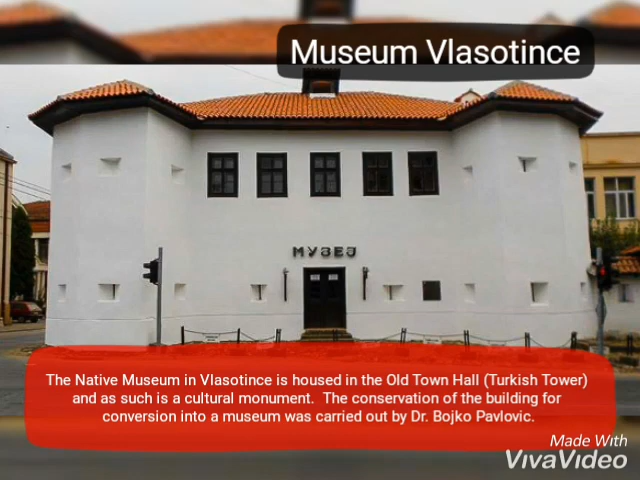 Museum Vlasotince
МУЗЕЈ
The Native Museum in Vlasotince is housed in the Old Town Hall (Turkish Tower)
and as such is a cultural monument. The conservation of the building for
conversion into a museum was carried out by Dr. Bojko Pavlovic.
Made With
VivaVideo